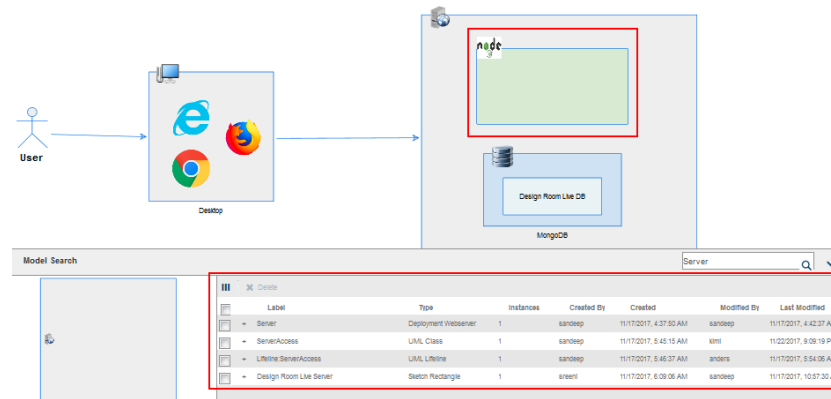 node
User
Desktop
Design Room Live DB
MongoDB
Model Search
Server
Delete
Label Type Instances Created By Created Modified By Last Modified
Server Deployment Webserver 1 sandeep 11/17/2017, 4:37:50 AM sandeep 11/17/2017, 4:42:37 A
ServerAccess UML Class 1 sandeep 11/17/2017, 5:45:15 AM kiml 11/22/2017, 9:09:19 P
Lifeline:ServerAccess UML Lifeline 1 sandeep 11/17/2017, 5:46:37 AM anders 11/17/2017, 5:54:06 A
Design Room Live Server Sketch Rectangle 1 sreeni 11/17/2017, 6:09:06 AM sandeep 11/17/2017, 10:57:30